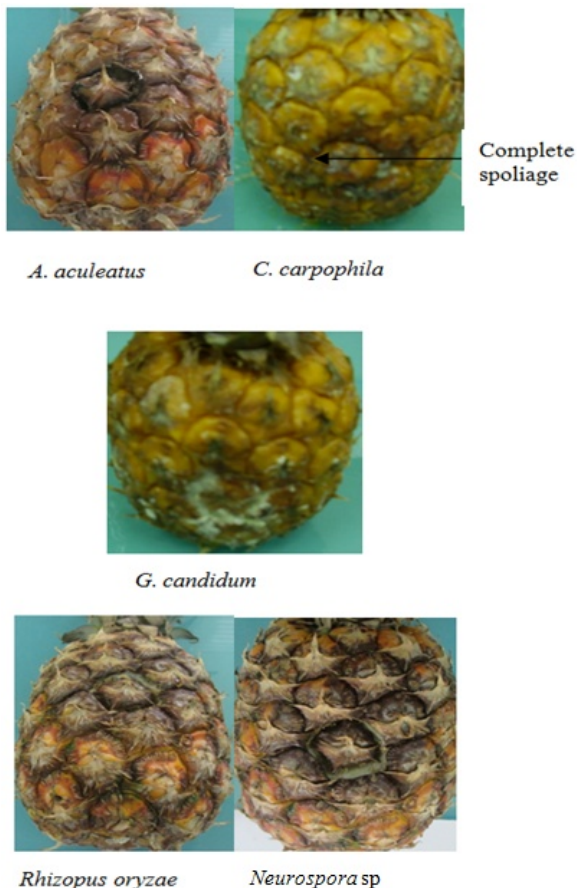 Complete
spoliage
A. aculeatus
C. carpophila
G. candidum
Rhizopus oryzae
Neurospora sp